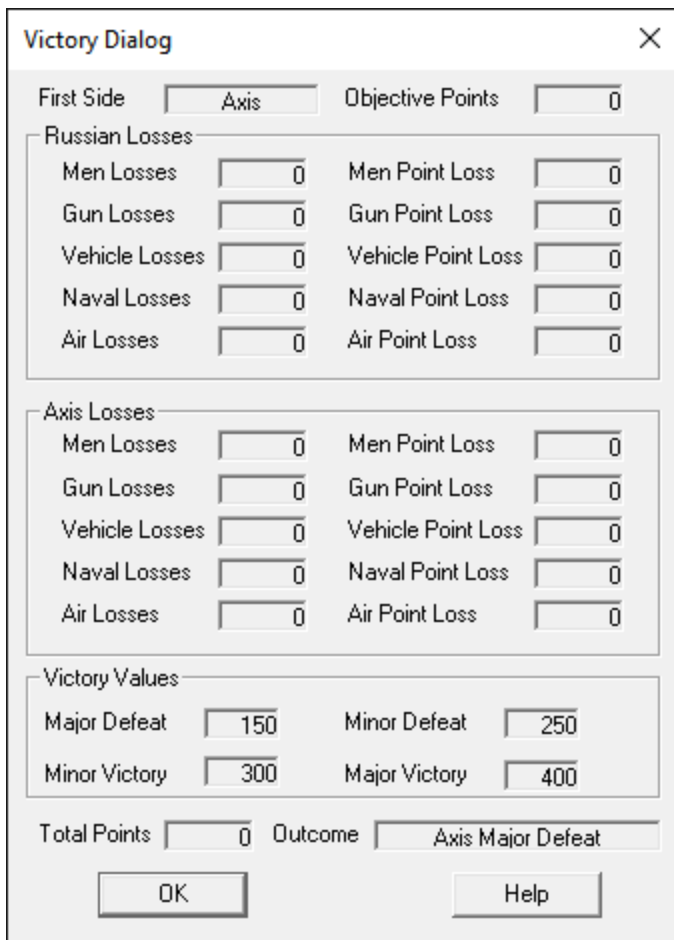 Victory Dialog
First Side Axis Objective Points 0
Russian Losses
Men Losses 0 Men Point Loss 0
Gun Losses 0 Gun Point Loss 0
Vehicle Losses 0 Vehicle Point Loss 0
Naval Losses 0 Naval Point Loss 0
Air Losses 0 Air Point Loss 0
Axis Losses
Men Losses 0 Men Point Loss 0
Gun Losses 0 Gun Point Loss 0
Vehicle Losses 0 Vehicle Point Loss 0
Naval Losses 0 Naval Point Loss 0
Air Losses 0 Air Point Loss 0
Victory Values
Major Defeat 150 Minor Defeat 250
Minor Victory 300 Major Victory 400
Total Points 0 Outcome Axis Major Defeat
OK Help